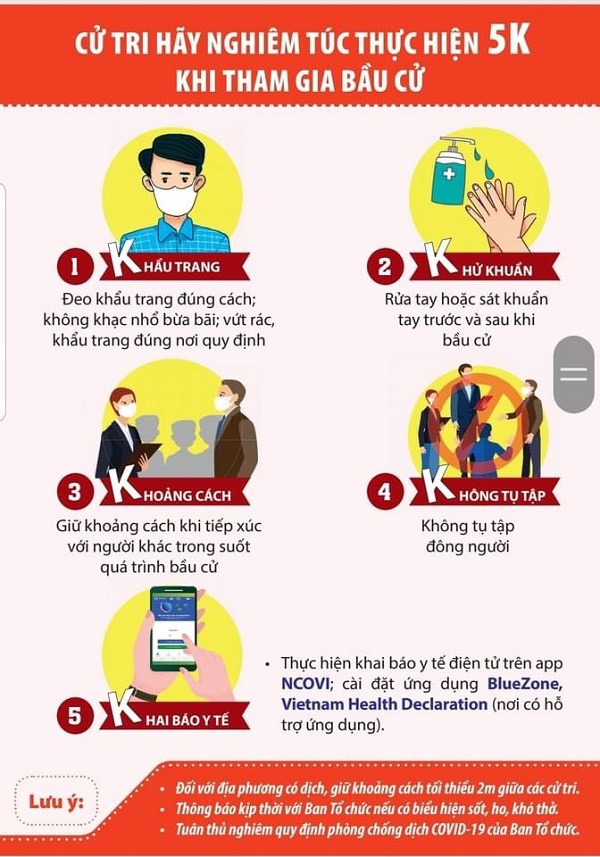 CỬ TRI HÃY NGHIÊM TÚC THỰC HIỆN 5K
KHI THAM GIA BẦU CỬ
1 KHẨU TRANG
Đeo khẩu trang đúng cách;
không khạc nhổ bừa bãi; vứt rác,
khẩu trang đúng nơi quy định
2 KHỬ KHUẨN
Rửa tay hoặc sát khuẩn
tay trước và sau khi
bầu cử
3 KHOẢNG CÁCH
Giữ khoảng cách khi tiếp xúc
với người khác trong suốt
quá trình bầu cử
4 KHÔNG TỤ TẬP
Không tụ tập
đông người
5 KHAI BÁO Y TẾ
• Thực hiện khai báo y tế điện tử trên app
NCOVI; cài đặt ứng dụng BlueZone,
Vietnam Health Declaration (nơi có hỗ
trợ ứng dụng).
Lưu ý:
• Đối với địa phương có dịch, giữ khoảng cách tối thiểu 2m giữa các cử tri.
• Thông báo kịp thời với Ban Tổ chức nếu có biểu hiện sốt, ho, khó thở.
• Tuân thủ nghiêm quy định phòng chống dịch COVID-19 của Ban Tổ chức.